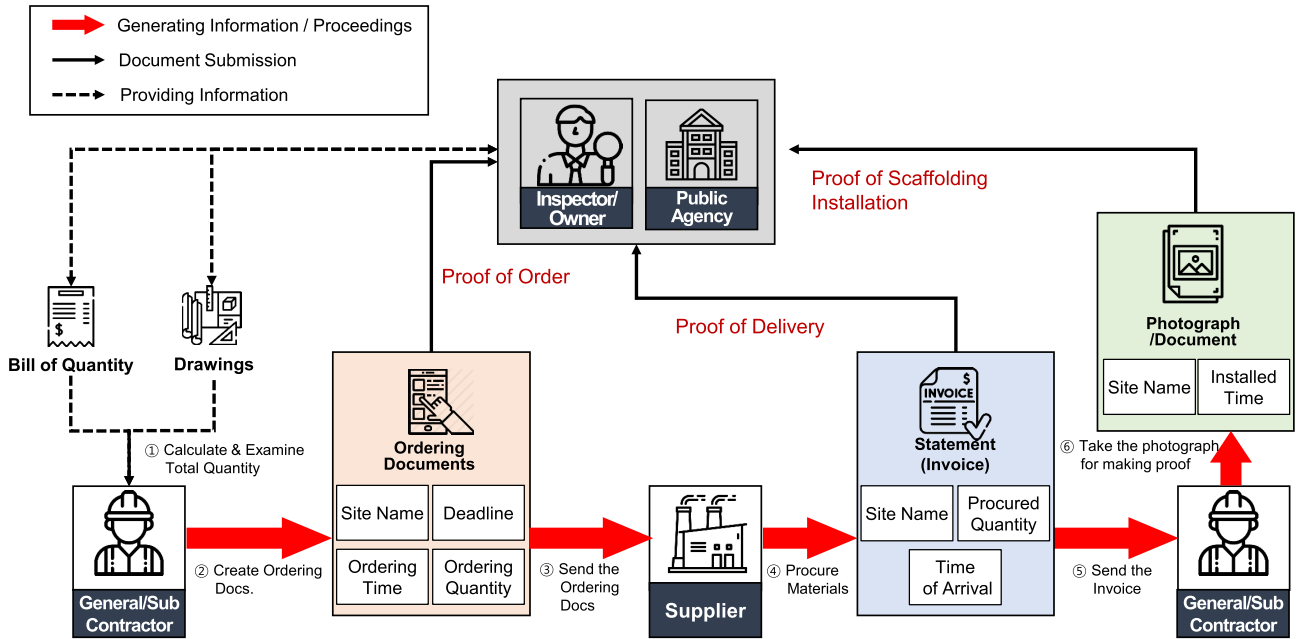 Generating Information / Proceedings
Document Submission
Providing Information
Inspector/
Owner
Public
Agency
Proof of Scaffolding
Installation
Proof of Order
Proof of Delivery
$
Bill of Quantity
Drawings
① Calculate & Examine
Total Quantity
General/Sub
Contractor
② Create Ordering
Docs.
Ordering
Documents
Site Name
Deadline
Ordering
Time
Ordering
Quantity
③ Send the
Ordering
Docs
Supplier
④ Procure
Materials
$
INVOICE
Statement
(Invoice)
Site Name
Procured
Quantity
Time
of Arrival
⑤ Send the
Invoice
Photograph
/Document
Site Name
Installed
Time
⑥ Take the photograph
for making proof
General/Sub
Contractor